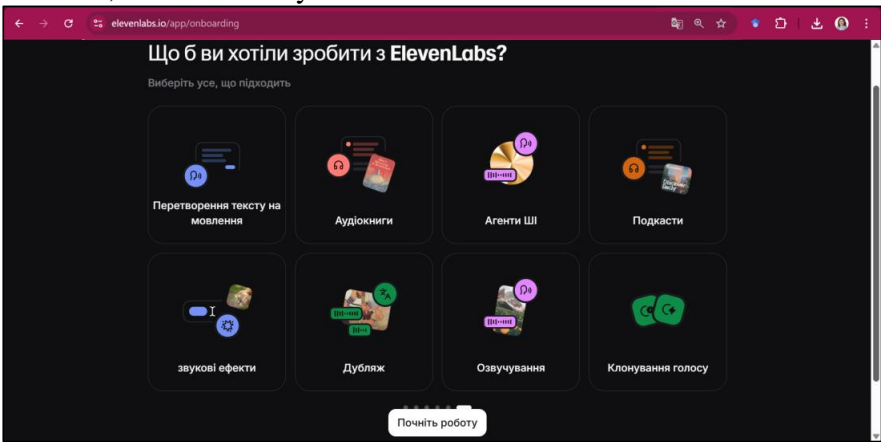 elevenlabs.io/app/onboarding
Що б ви хотіли зробити з ElevenLabs?
Виберіть усе, що підходить
Перетворення тексту на
мовлення
Аудіокниги
Агенти ШІ
Подкасти
звукові ефекти
Дубляж
Озвучування
Клонування голосу
Почніть роботу